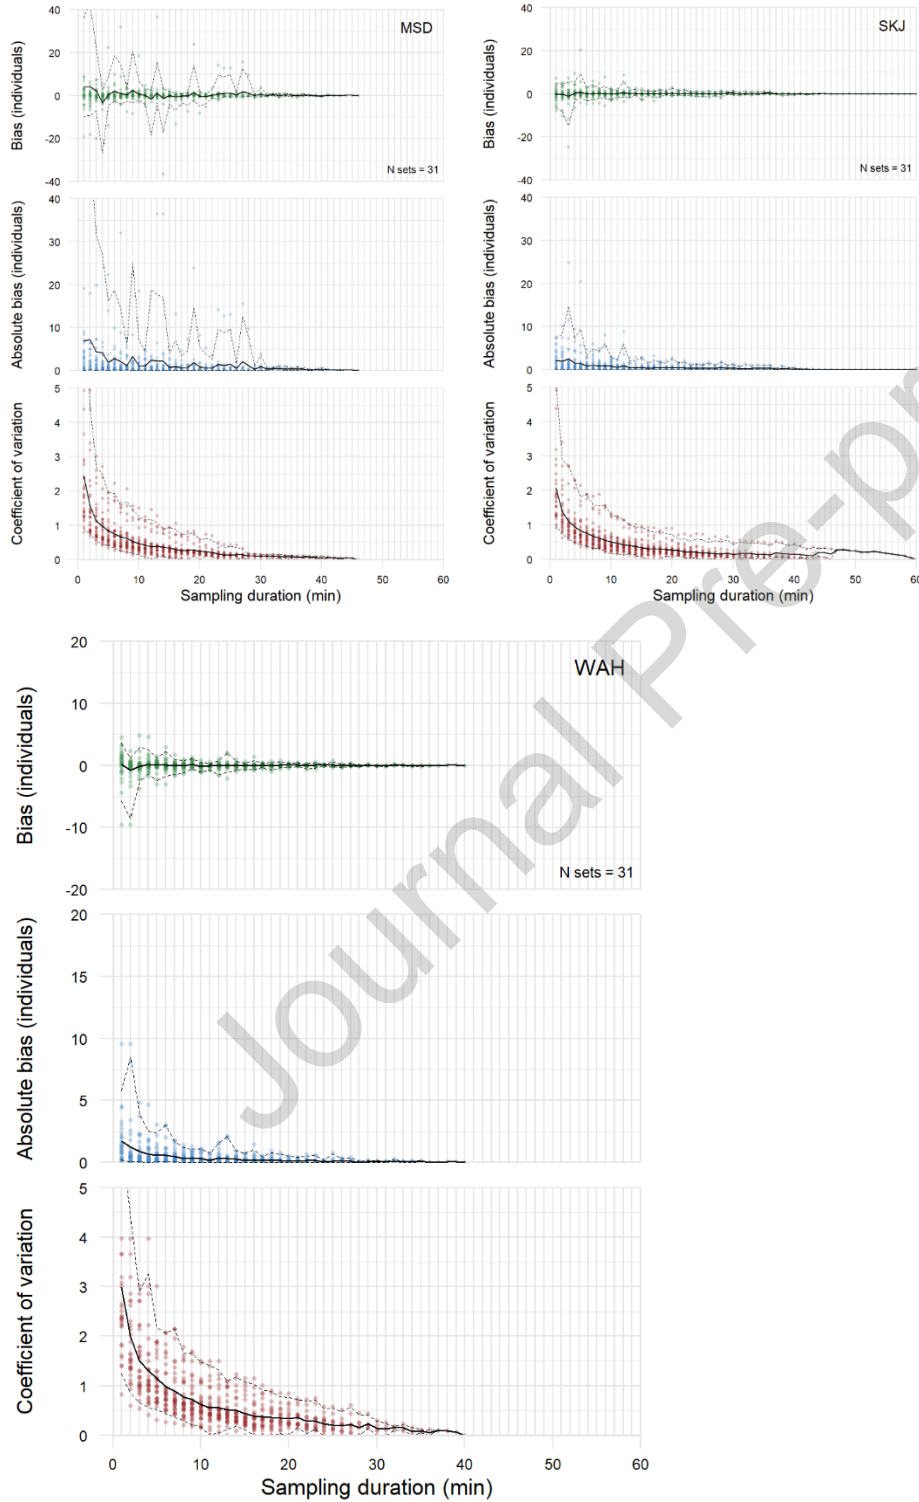 MSD
Bias (individuals)
40
20
0
-20
-40
N sets = 31
Absolute bias (individuals)
40
30
20
10
0
Coefficient of variation
5
4
3
2
1
0
0 10 20 30 40 50 60
Sampling duration (min)
SKJ
Bias (individuals)
40
20
0
-20
-40
N sets = 31
Absolute bias (individuals)
40
30
20
10
0
Coefficient of variation
5
4
3
2
1
0
0 10 20 30 40 50 60
Sampling duration (min)
WAH
Bias (individuals)
20
10
0
-10
-20
N sets = 31
Absolute bias (individuals)
20
15
10
5
0
Coefficient of variation
5
4
3
2
1
0
0 10 20 30 40 50 60
Sampling duration (min)
Journal Pre-pr